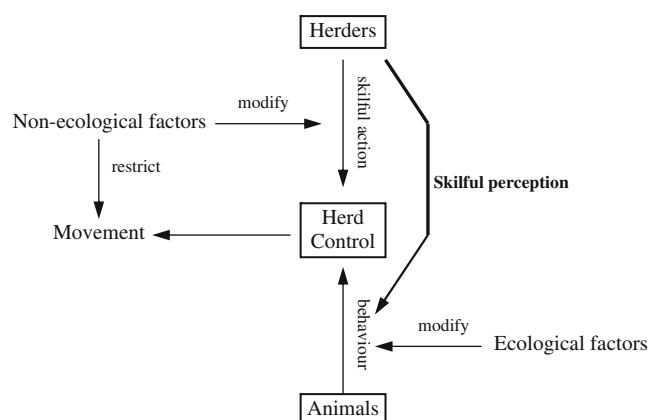 Herders
skilful action
modify
Non-ecological factors
restrict
Skilful perception
Movement
Herd
Control
behaviour
modify
Ecological factors
Animals